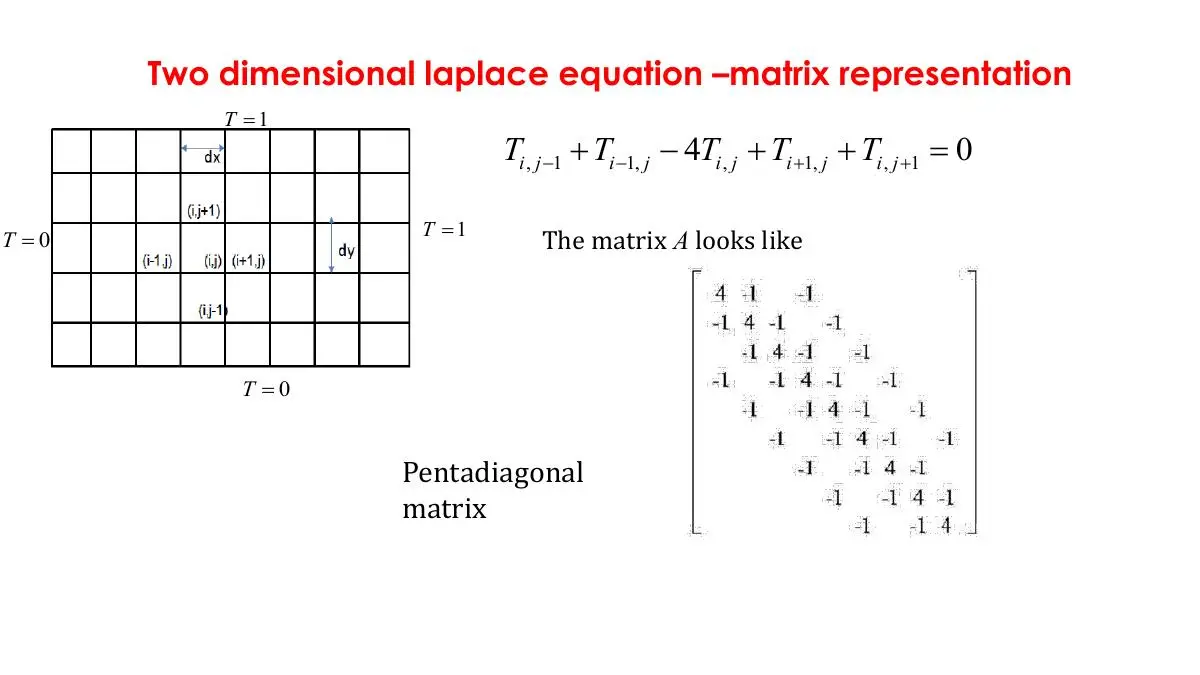 Two dimensional laplace equation –matrix representation
T = 1
dx
(i,j+1)
T = 0
(i-1,j) (i,j) (i+1,j)
dy
T = 1
(i,j-1)
T = 0
T_{i,j−1} + T_{i−1,j} − 4T_{i,j} + T_{i+1,j} + T_{i,j+1} = 0
The matrix A looks like
4 -1 -1
-1 4 -1 -1
-1 4 -1 -1
-1 -1 4 -1 -1
-1 -1 4 -1 -1
-1 -1 4 -1 -1
-1 -1 4 -1
-1 -1 4 -1
-1 -1 4
Pentadiagonal
matrix